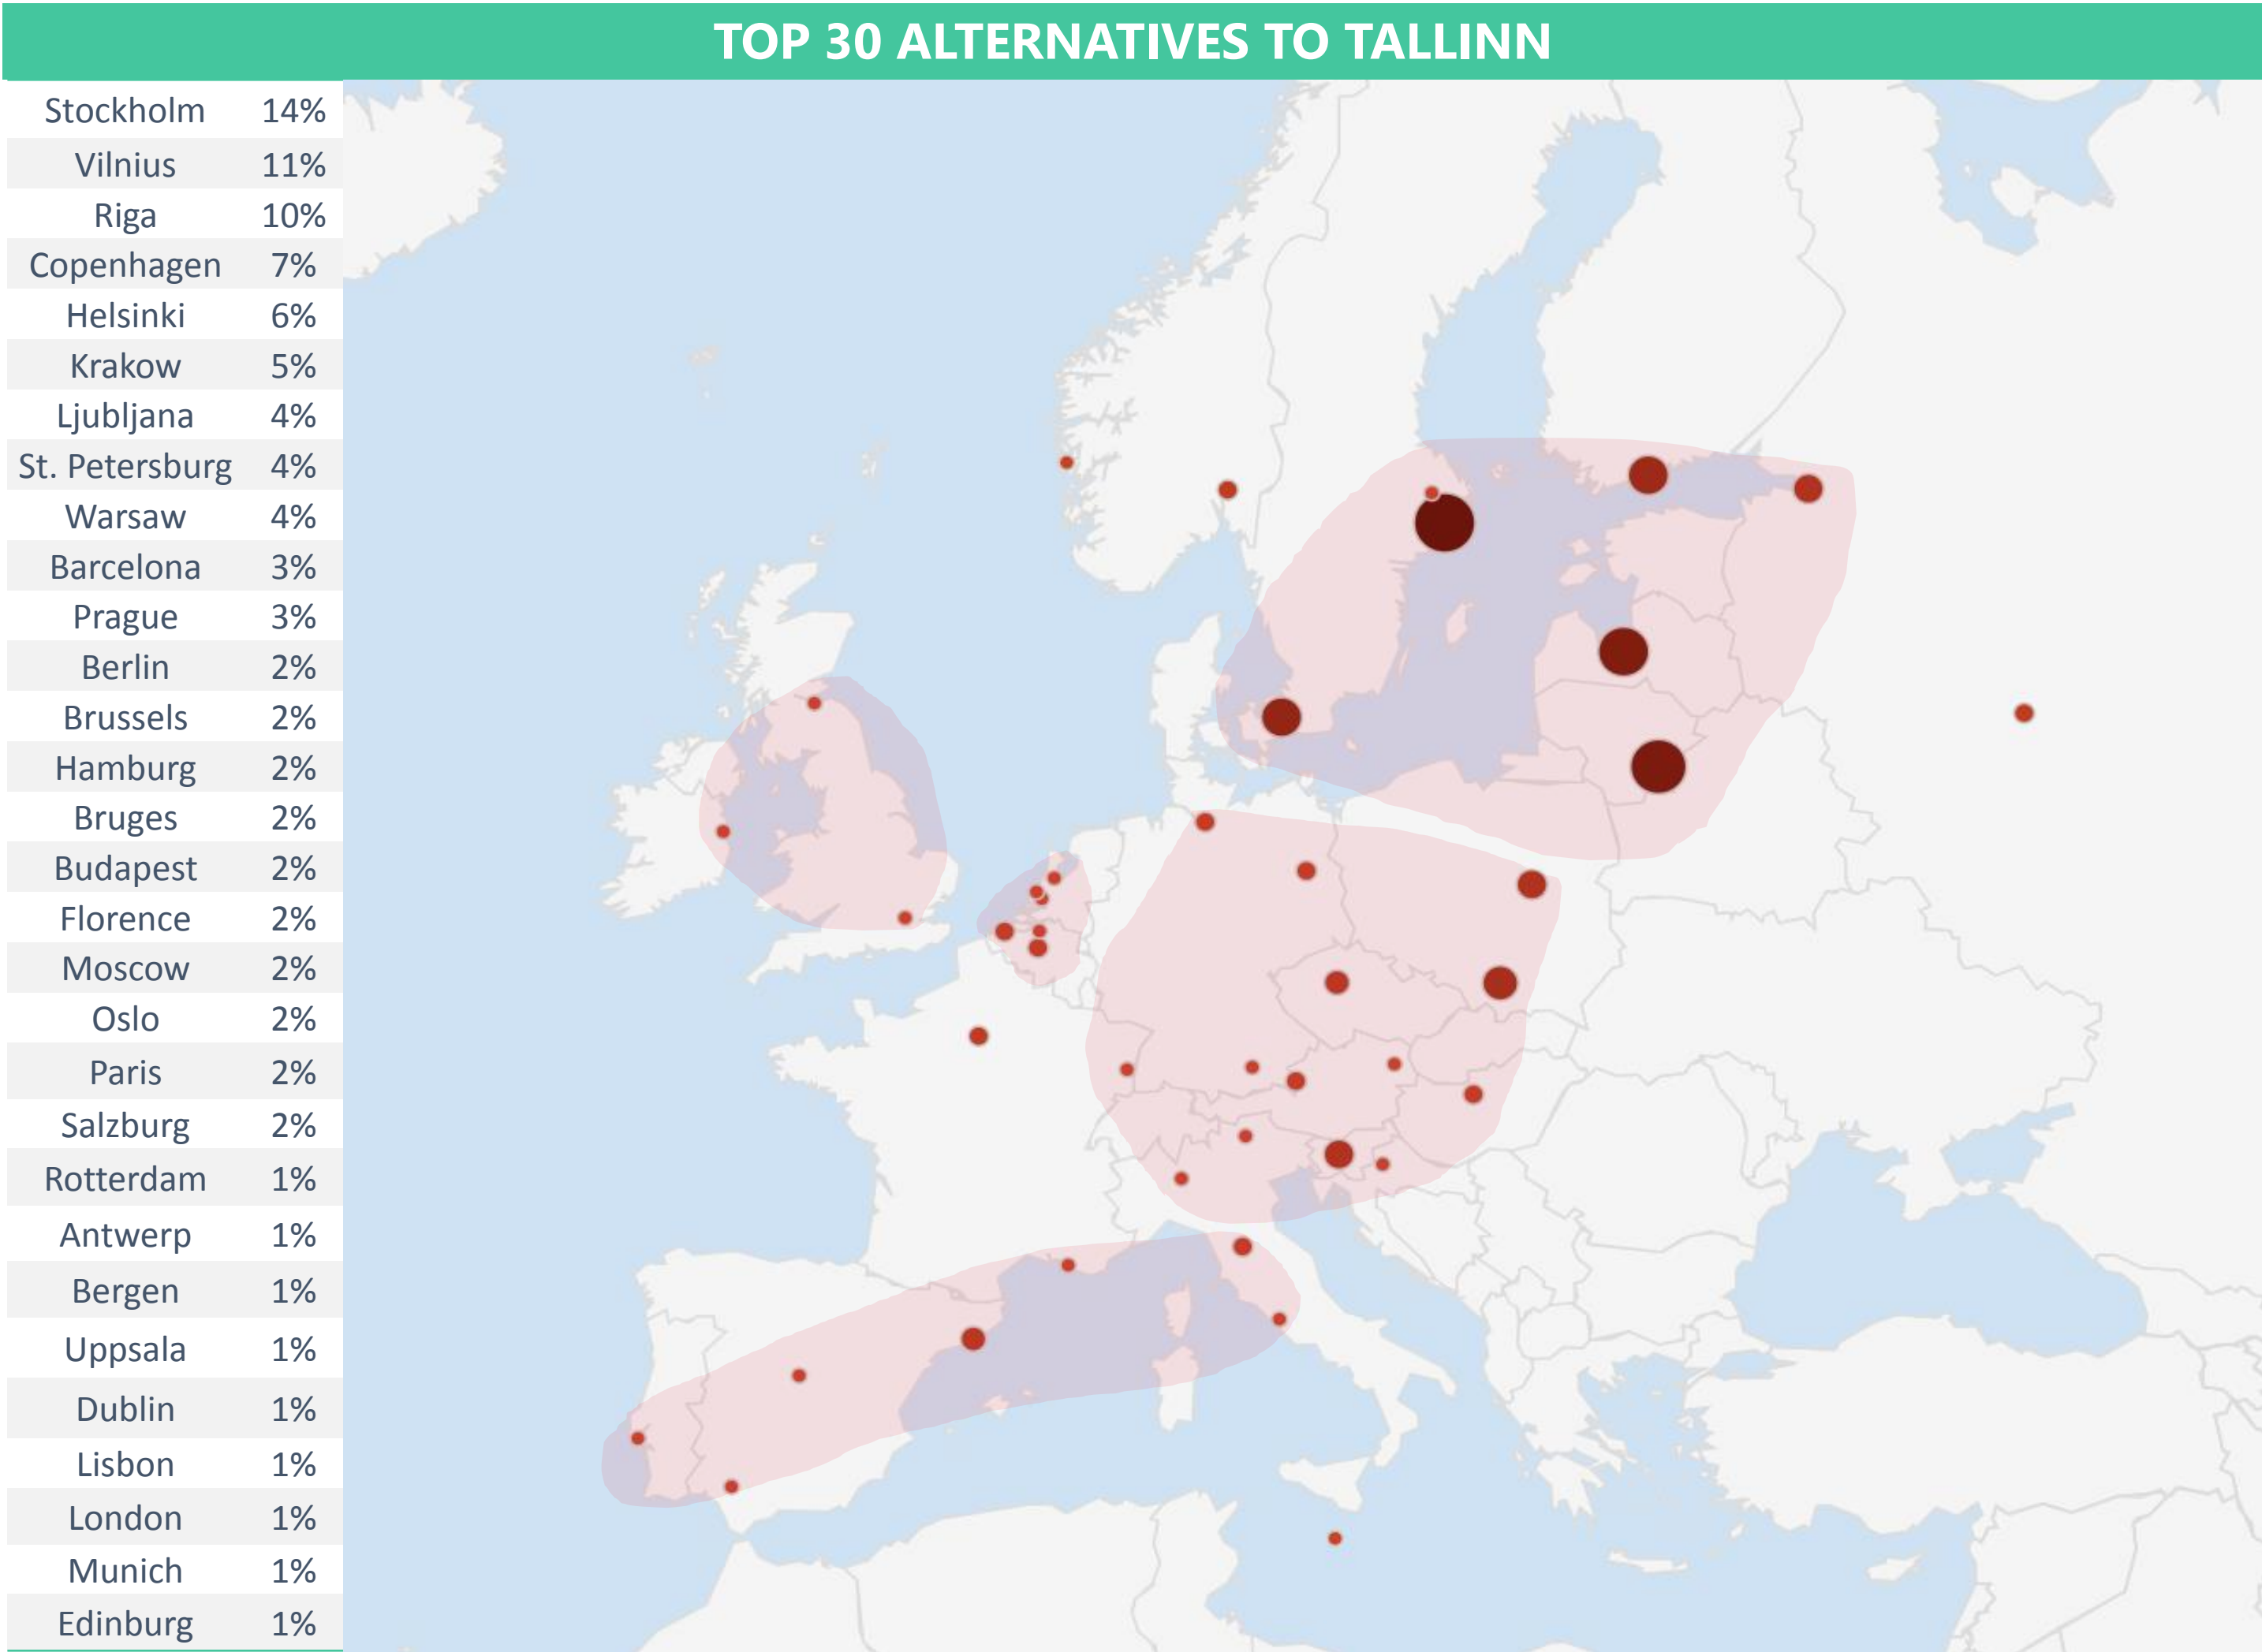 TOP 30 ALTERNATIVES TO TALLINN
Stockholm 14%
Vilnius 11%
Riga 10%
Copenhagen 7%
Helsinki 6%
Krakow 5%
Ljubljana 4%
St. Petersburg 4%
Warsaw 4%
Barcelona 3%
Prague 3%
Berlin 2%
Brussels 2%
Hamburg 2%
Bruges 2%
Budapest 2%
Florence 2%
Moscow 2%
Oslo 2%
Paris 2%
Salzburg 2%
Rotterdam 1%
Antwerp 1%
Bergen 1%
Uppsala 1%
Dublin 1%
Lisbon 1%
London 1%
Munich 1%
Edinburg 1%